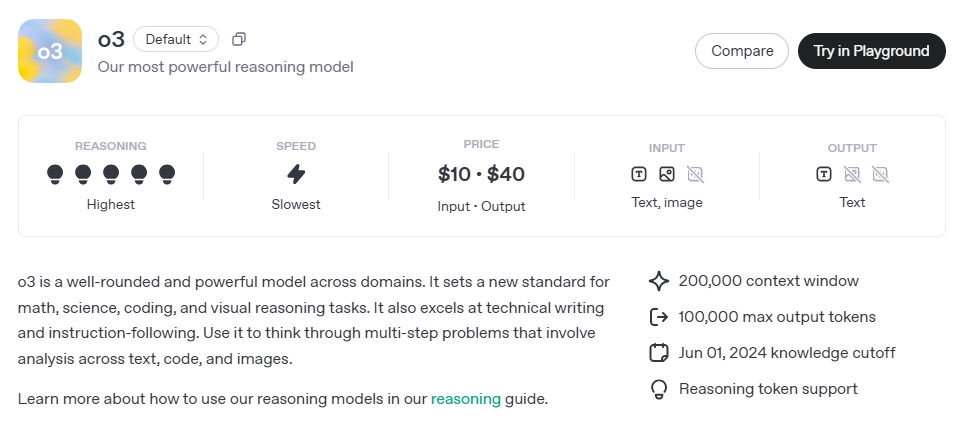 o3
o3 Default
Our most powerful reasoning model
Compare
Try in Playground
REASONING
Highest
SPEED
Slowest
PRICE
$10 • $40
Input • Output
INPUT
Text, image
OUTPUT
Text
o3 is a well-rounded and powerful model across domains. It sets a new standard for
math, science, coding, and visual reasoning tasks. It also excels at technical writing
and instruction-following. Use it to think through multi-step problems that involve
analysis across text, code, and images.
Learn more about how to use our reasoning models in our reasoning guide.
200,000 context window
100,000 max output tokens
Jun 01, 2024 knowledge cutoff
Reasoning token support